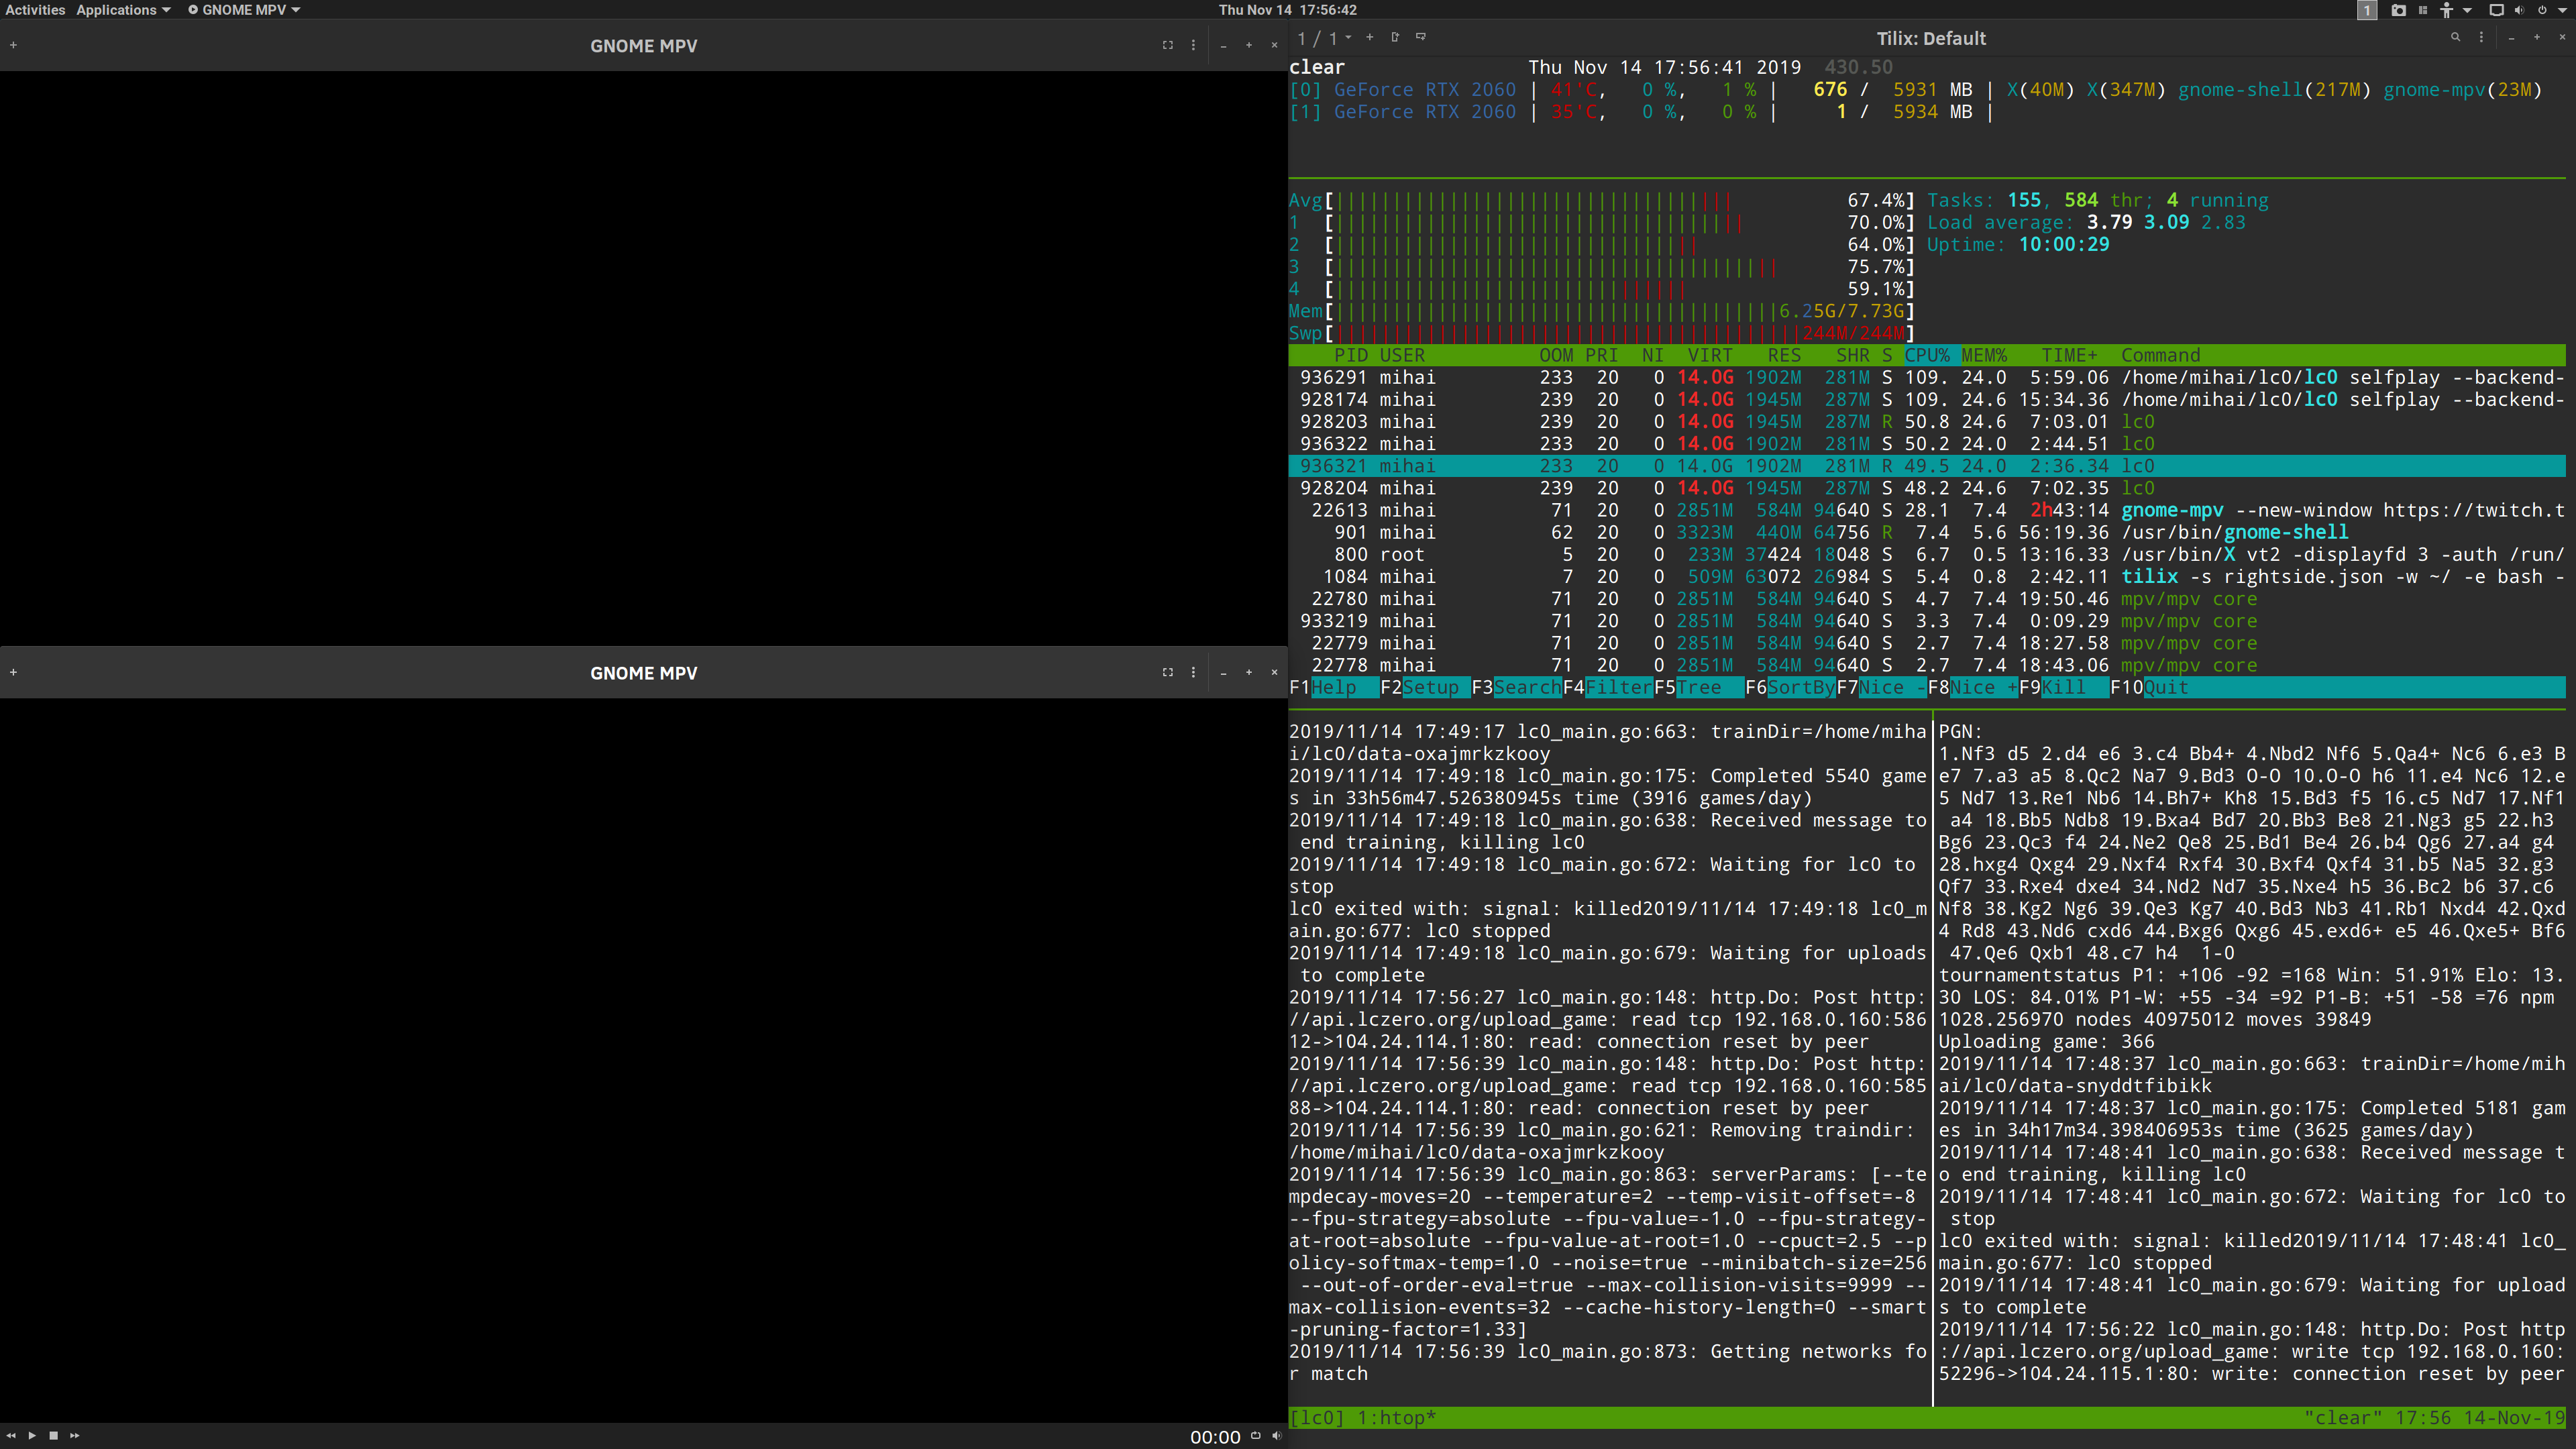 Activities Applications GNOME MPV Thu Nov 14 17:56:42 1
GNOME MPV
GNOME MPV
00:00
1 / 1 Tilix: Default
clear Thu Nov 14 17:56:41 2019 430.50
[0] GeForce RTX 2060 | 41'C, 0 %, 1 % | 676 / 5931 MB | X(40M) X(347M) gnome-shell(217M) gnome-mpv(23M)
[1] GeForce RTX 2060 | 35'C, 0 %, 0 % | 1 / 5934 MB |
Avg[ 67.4%] Tasks: 155, 584 thr; 4 running
1 [ 70.0%] Load average: 3.79 3.09 2.83
2 [ 64.0%] Uptime: 10:00:29
3 [ 75.7%]
4 [ 59.1%]
Mem[ 6.25G/7.73G]
Swp[ 244M/244M]
PID USER OOM PRI NI VIRT RES SHR S CPU% MEM% TIME+ Command
936291 mihai 233 20 0 14.0G 1902M 281M S 109. 24.0 5:59.06 /home/mihai/lc0/lc0 selfplay --backend-
928174 mihai 239 20 0 14.0G 1945M 287M S 109. 24.6 15:34.36 /home/mihai/lc0/lc0 selfplay --backend-
928203 mihai 239 20 0 14.0G 1945M 287M R 50.8 24.6 7:03.01 lc0
936322 mihai 233 20 0 14.0G 1902M 281M S 50.2 24.0 2:44.51 lc0
936321 mihai 233 20 0 14.0G 1902M 281M R 49.5 24.0 2:36.34 lc0
928204 mihai 239 20 0 14.0G 1945M 287M S 48.2 24.6 7:02.35 lc0
22613 mihai 71 20 0 2851M 584M 94640 S 28.1 7.4 2h43:14 gnome-mpv --new-window https://twitch.t
901 mihai 62 20 0 3323M 440M 64756 R 7.4 5.6 56:19.36 /usr/bin/gnome-shell
800 root 5 20 0 233M 37424 18048 S 6.7 0.5 13:16.33 /usr/bin/X vt2 -displayfd 3 -auth /run/
1084 mihai 7 20 0 509M 63072 26984 S 5.4 0.8 2:42.11 tilix -s rightside.json -w ~/ -e bash -
22780 mihai 71 20 0 2851M 584M 94640 S 4.7 7.4 19:50.46 mpv/mpv core
933219 mihai 71 20 0 2851M 584M 94640 S 3.3 7.4 0:09.29 mpv/mpv core
22779 mihai 71 20 0 2851M 584M 94640 S 2.7 7.4 18:27.58 mpv/mpv core
22778 mihai 71 20 0 2851M 584M 94640 S 2.7 7.4 18:43.06 mpv/mpv core
F1Help F2Setup F3SearchF4FilterF5Tree F6SortByF7Nice -F8Nice +F9Kill F10Quit
2019/11/14 17:49:17 lc0_main.go:663: trainDir=/home/miha
i/lc0/data-oxajmrkzkooy
2019/11/14 17:49:18 lc0_main.go:175: Completed 5540 game
s in 33h56m47.526380945s time (3916 games/day)
2019/11/14 17:49:18 lc0_main.go:638: Received message to
end training, killing lc0
2019/11/14 17:49:18 lc0_main.go:672: Waiting for lc0 to
stop
lc0 exited with: signal: killed2019/11/14 17:49:18 lc0_m
ain.go:677: lc0 stopped
2019/11/14 17:49:18 lc0_main.go:679: Waiting for uploads
to complete
2019/11/14 17:56:27 lc0_main.go:148: http.Do: Post http:
//api.lczero.org/upload_game: read tcp 192.168.0.160:586
12->104.24.114.1:80: read: connection reset by peer
2019/11/14 17:56:39 lc0_main.go:148: http.Do: Post http:
//api.lczero.org/upload_game: read tcp 192.168.0.160:585
88->104.24.114.1:80: read: connection reset by peer
2019/11/14 17:56:39 lc0_main.go:621: Removing traindir:
/home/mihai/lc0/data-oxajmrkzkooy
2019/11/14 17:56:39 lc0_main.go:863: serverParams: [--te
mpdecay-moves=20 --temperature=2 --temp-visit-offset=-8
--fpu-strategy=absolute --fpu-value=-1.0 --fpu-strategy-
at-root=absolute --fpu-value-at-root=1.0 --cpuct=2.5 --p
olicy-softmax-temp=1.0 --noise=true --minibatch-size=256
--out-of-order-eval=true --max-collision-visits=9999 --
max-collision-events=32 --cache-history-length=0 --smart
-pruning-factor=1.33]
2019/11/14 17:56:39 lc0_main.go:873: Getting networks fo
r match
PGN:
1.Nf3 d5 2.d4 e6 3.c4 Bb4+ 4.Nbd2 Nf6 5.Qa4+ Nc6 6.e3 B
e7 7.a3 a5 8.Qc2 Na7 9.Bd3 O-O 10.O-O h6 11.e4 Nc6 12.e
5 Nd7 13.Re1 Nb6 14.Bh7+ Kh8 15.Bd3 f5 16.c5 Nd7 17.Nf1
a4 18.Bb5 Ndb8 19.Bxa4 Bd7 20.Bb3 Be8 21.Ng3 g5 22.h3
Bg6 23.Qc3 f4 24.Ne2 Qe8 25.Bd1 Be4 26.b4 Qg6 27.a4 g4
28.hxg4 Qxg4 29.Nxf4 Rxf4 30.Bxf4 Qxf4 31.b5 Na5 32.g3
Qf7 33.Rxe4 dxe4 34.Nd2 Nd7 35.Nxe4 h5 36.Bc2 b6 37.c6
Nf8 38.Kg2 Ng6 39.Qe3 Kg7 40.Bd3 Nb3 41.Rb1 Nxd4 42.Qxd
4 Rd8 43.Nd6 cxd6 44.Bxg6 Qxg6 45.exd6+ e5 46.Qxe5+ Bf6
47.Qe6 Qxb1 48.c7 h4 1-0
tournamentstatus P1: +106 -92 =168 Win: 51.91% Elo: 13.
30 LOS: 84.01% P1-W: +55 -34 =92 P1-B: +51 -58 =76 npm
1028.256970 nodes 40975012 moves 39849
Uploading game: 366
2019/11/14 17:48:37 lc0_main.go:663: trainDir=/home/mih
ai/lc0/data-snyddtfibikk
2019/11/14 17:48:37 lc0_main.go:175: Completed 5181 gam
es in 34h17m34.398406953s time (3625 games/day)
2019/11/14 17:48:41 lc0_main.go:638: Received message t
o end training, killing lc0
2019/11/14 17:48:41 lc0_main.go:672: Waiting for lc0 to
stop
lc0 exited with: signal: killed2019/11/14 17:48:41 lc0_
main.go:677: lc0 stopped
2019/11/14 17:48:41 lc0_main.go:679: Waiting for upload
s to complete
2019/11/14 17:56:22 lc0_main.go:148: http.Do: Post http
://api.lczero.org/upload_game: write tcp 192.168.0.160:
52296->104.24.115.1:80: write: connection reset by peer
[lc0] 1:htop* "clear" 17:56 14-Nov-19